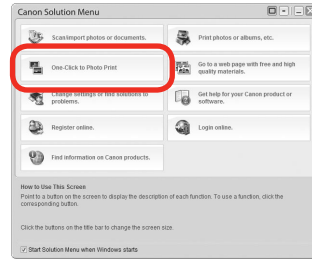 Canon Solution Menu
Scan/Import photos or documents.
Print photos or albums, etc.
One-Click to Photo Print
Go to a web page with free and high
quality materials.
Change settings or find solutions to
problems.
Get help for your Canon product or
software.
Register online.
Login online.
Find information on Canon products.
How to Use This Screen
Point to a button on the screen to display the description of each function. To use a function, click the
corresponding button.
Click the buttons on the title bar to change the screen size.
Start Solution Menu when Windows starts